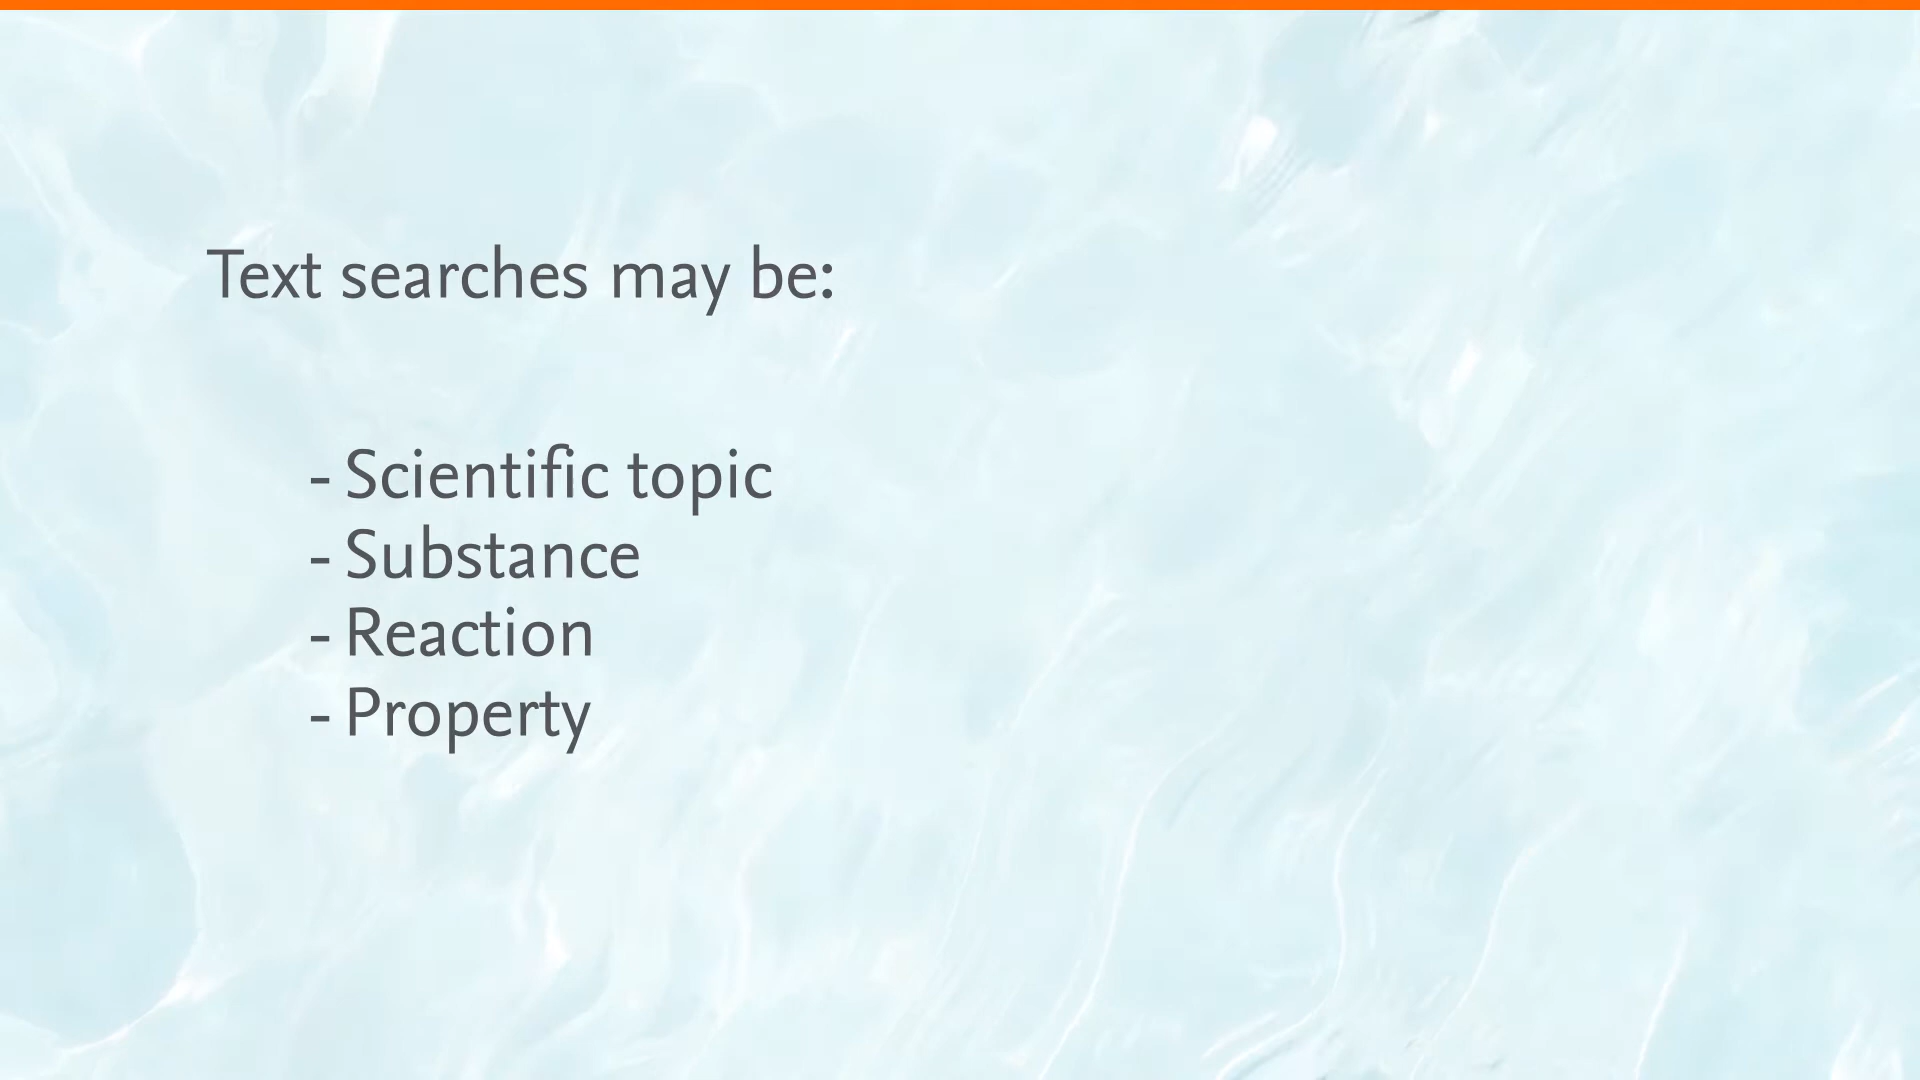 Text searches may be:
- Scientific topic
- Substance
- Reaction
- Property